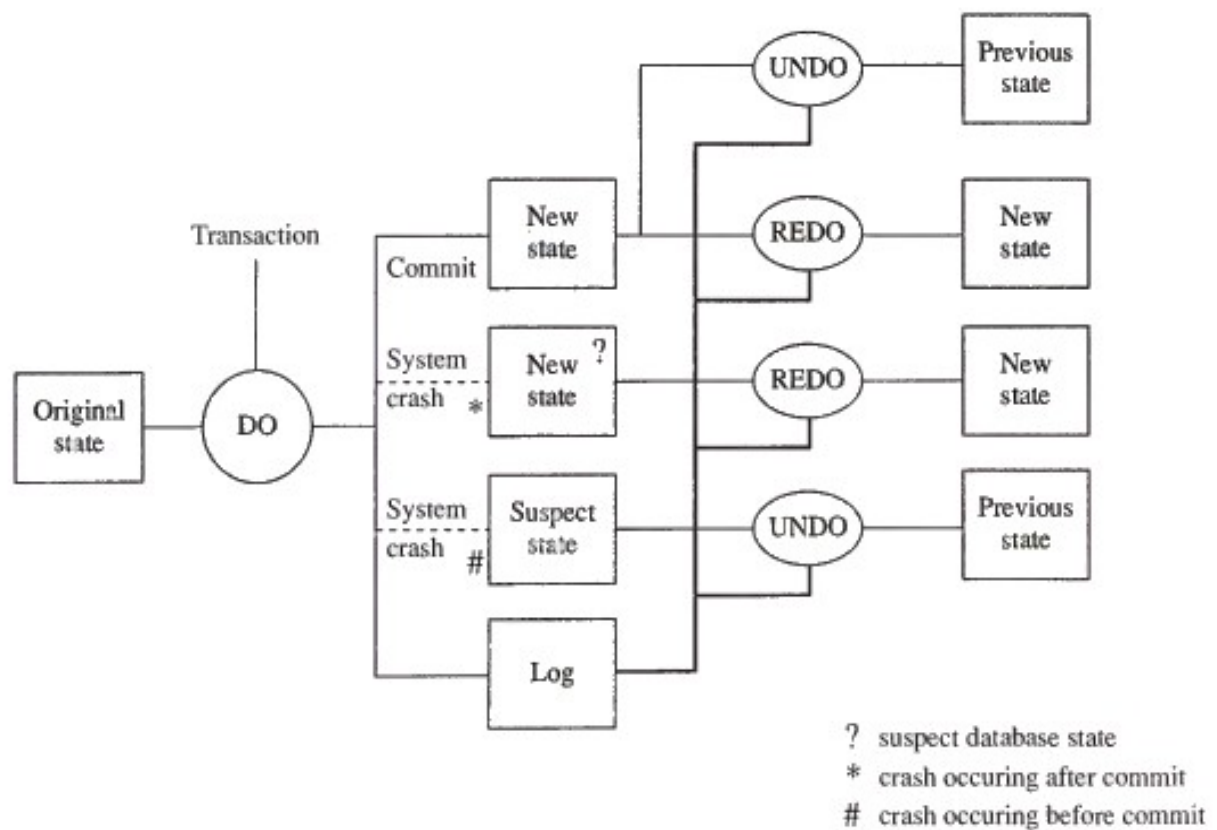 UNDO
Previous
state
Transaction
Commit
New
state
REDO
New
state
System
crash *
New ?
state
REDO
New
state
Original
state
DO
System
crash #
Suspect
state
UNDO
Previous
state
Log
? suspect database state
* crash occuring after commit
# crash occuring before commit